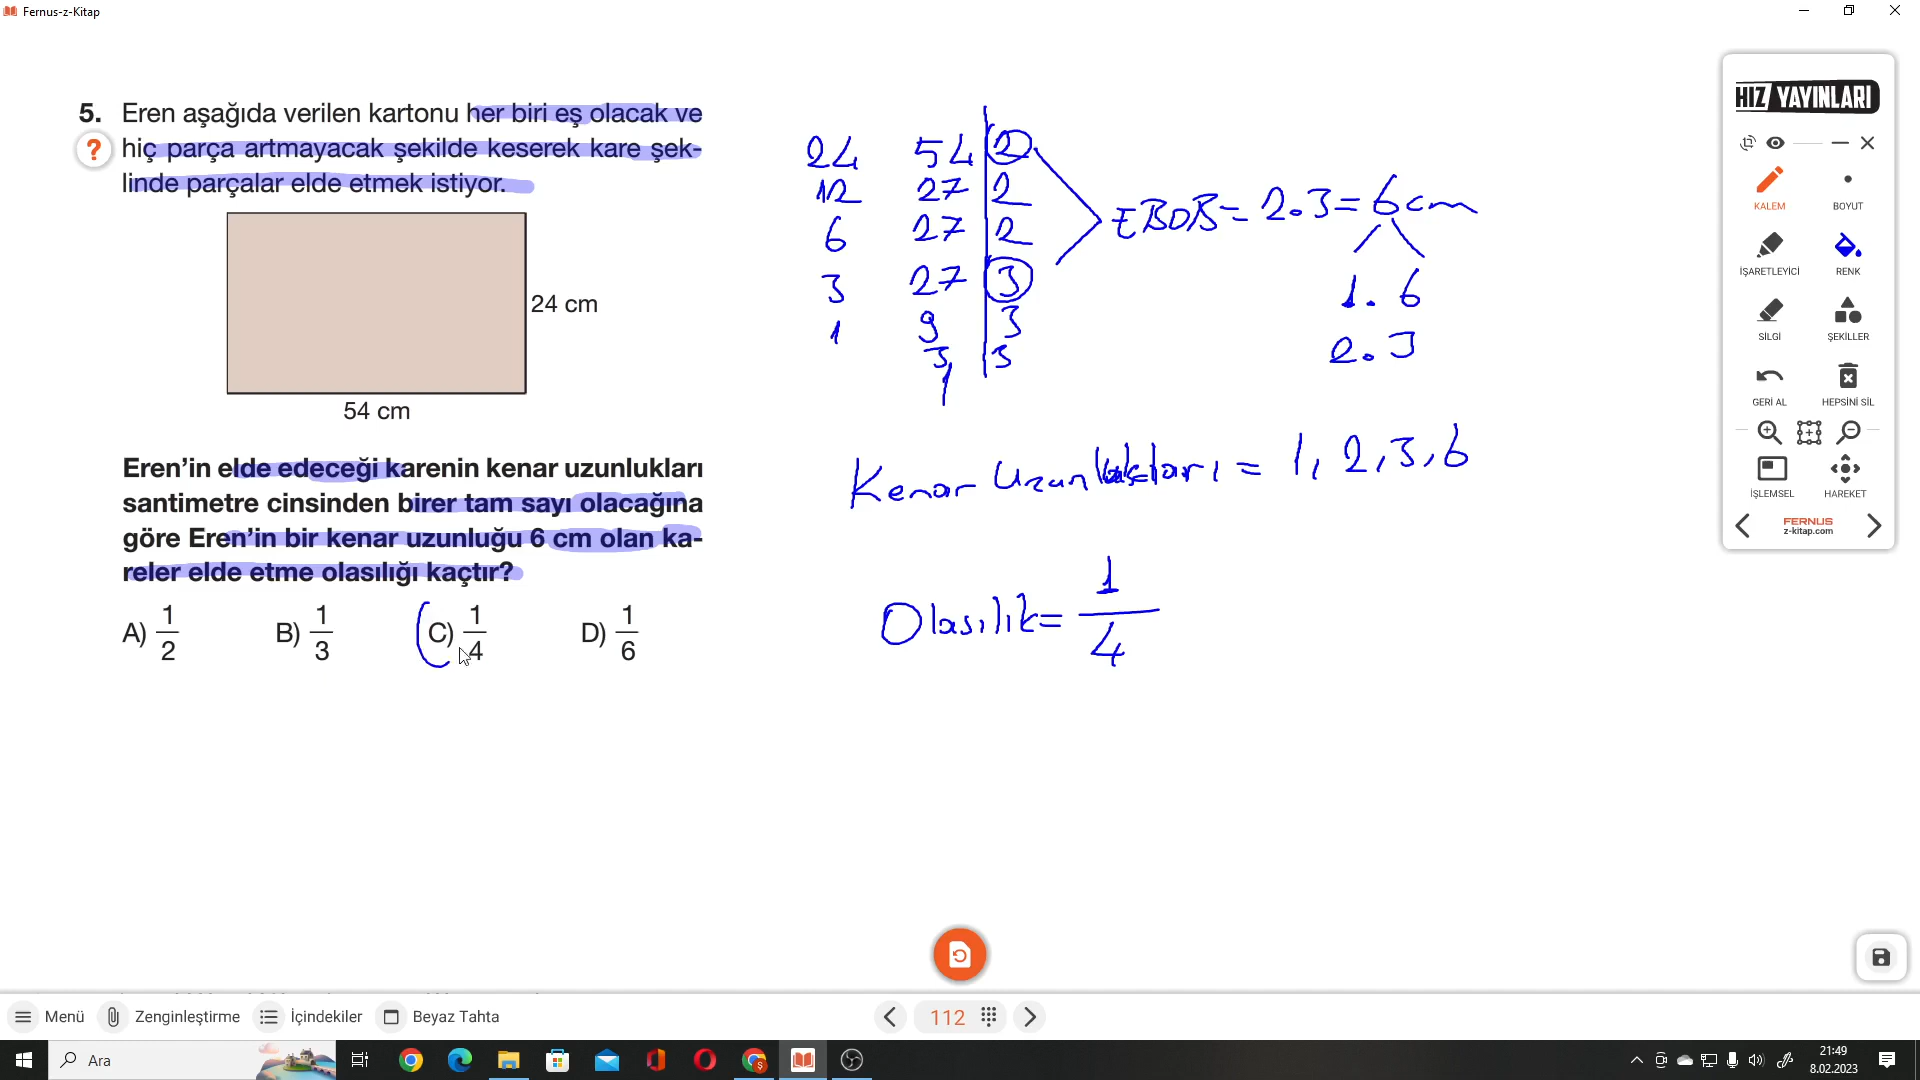 Fernus-z-Kitap
5. Eren aşağıda verilen kartonu her biri eş olacak ve
? hiç parça artmayacak şekilde keserek kare şek-
linde parçalar elde etmek istiyor.
24 cm
54 cm
Eren'in elde edeceği karenin kenar uzunlukları
santimetre cinsinden birer tam sayı olacağına
göre Eren'in bir kenar uzunluğu 6 cm olan ka-
reler elde etme olasılığı kaçtır?
A) 1/2 B) 1/3 C) 1/4 D) 1/6
24 54 2
12 27 2
6 27 2
3 27 3
1 9 3
3 3
1
EBOB = 2.3 = 6cm
1. 6
2. 3
Kenar Uzunlukları = 1, 2, 3, 6
Olasılık = 1/4
HIZ YAYINLARI
KALEM BOYUT
İŞARETLEYİCİ RENK
SİLGİ ŞEKİLLER
GERİ AL HEPSİNİ SİL
İŞLEMSEL HAREKET
FERNUS
z-kitap.com
Menü Zenginleştirme İçindekiler Beyaz Tahta 112
Ara
21:49
8.02.2023